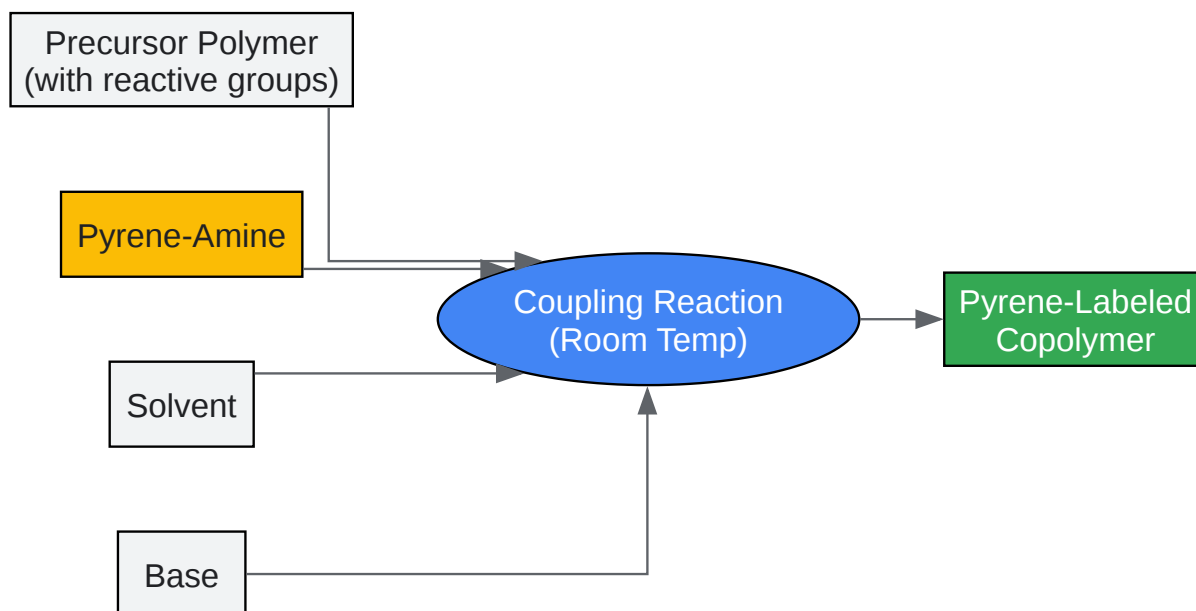 Precursor Polymer
(with reactive groups)
Pyrene-Amine
Coupling Reaction
(Room Temp)
Pyrene-Labeled
Copolymer
Solvent
Base